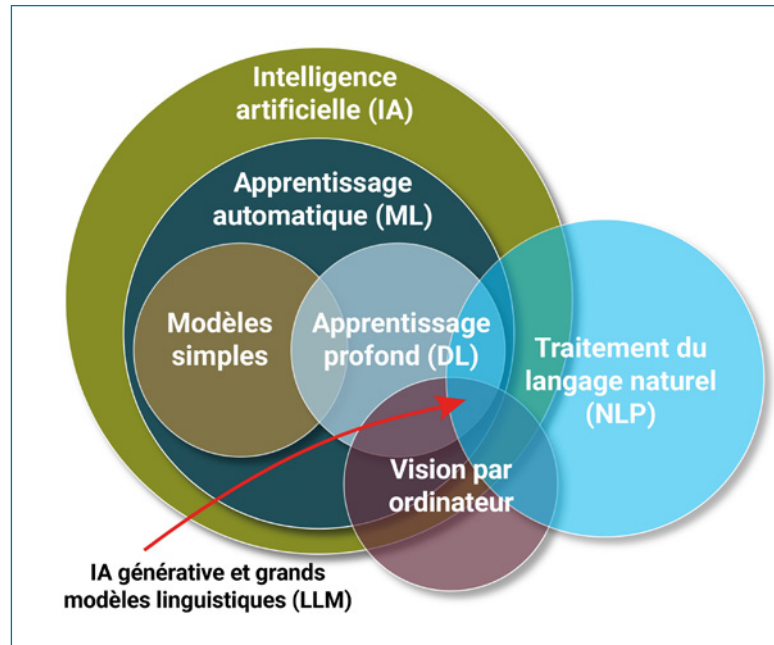 Intelligence
artificielle (IA)
Apprentissage
automatique (ML)
Modèles
simples
Apprentissage
profond (DL)
Traitement du
langage naturel
(NLP)
Vision par
ordinateur
IA générative et grands
modèles linguistiques (LLM)